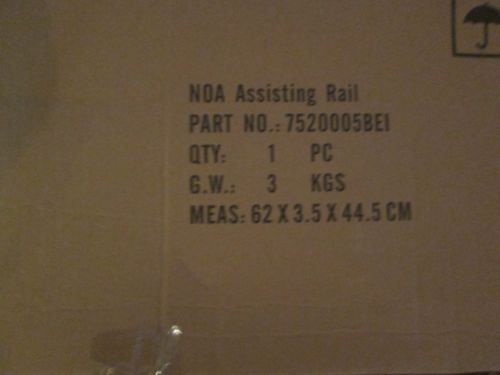 NOA Assisting Rail
PART NO.: 7520005BEI
QTY: 1 PC
G.W.: 3 KGS
MEAS: 62 X 3.5 X 44.5 CM